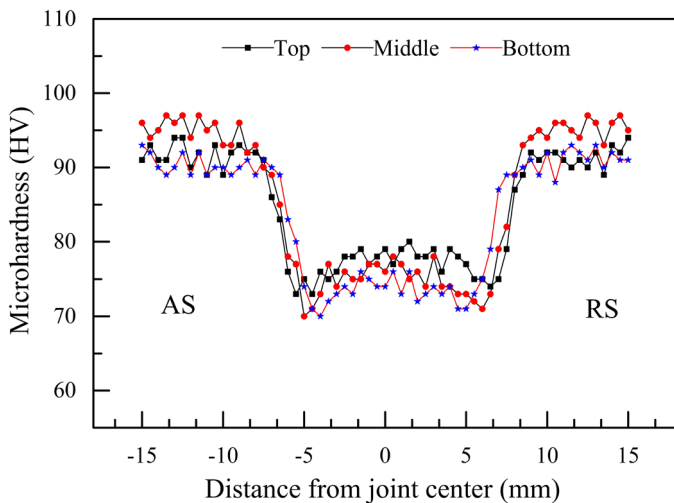 110
Top Middle Bottom
100
90
80
AS RS
70
60
Microhardness (HV)
-15 -10 -5 0 5 10 15
Distance from joint center (mm)